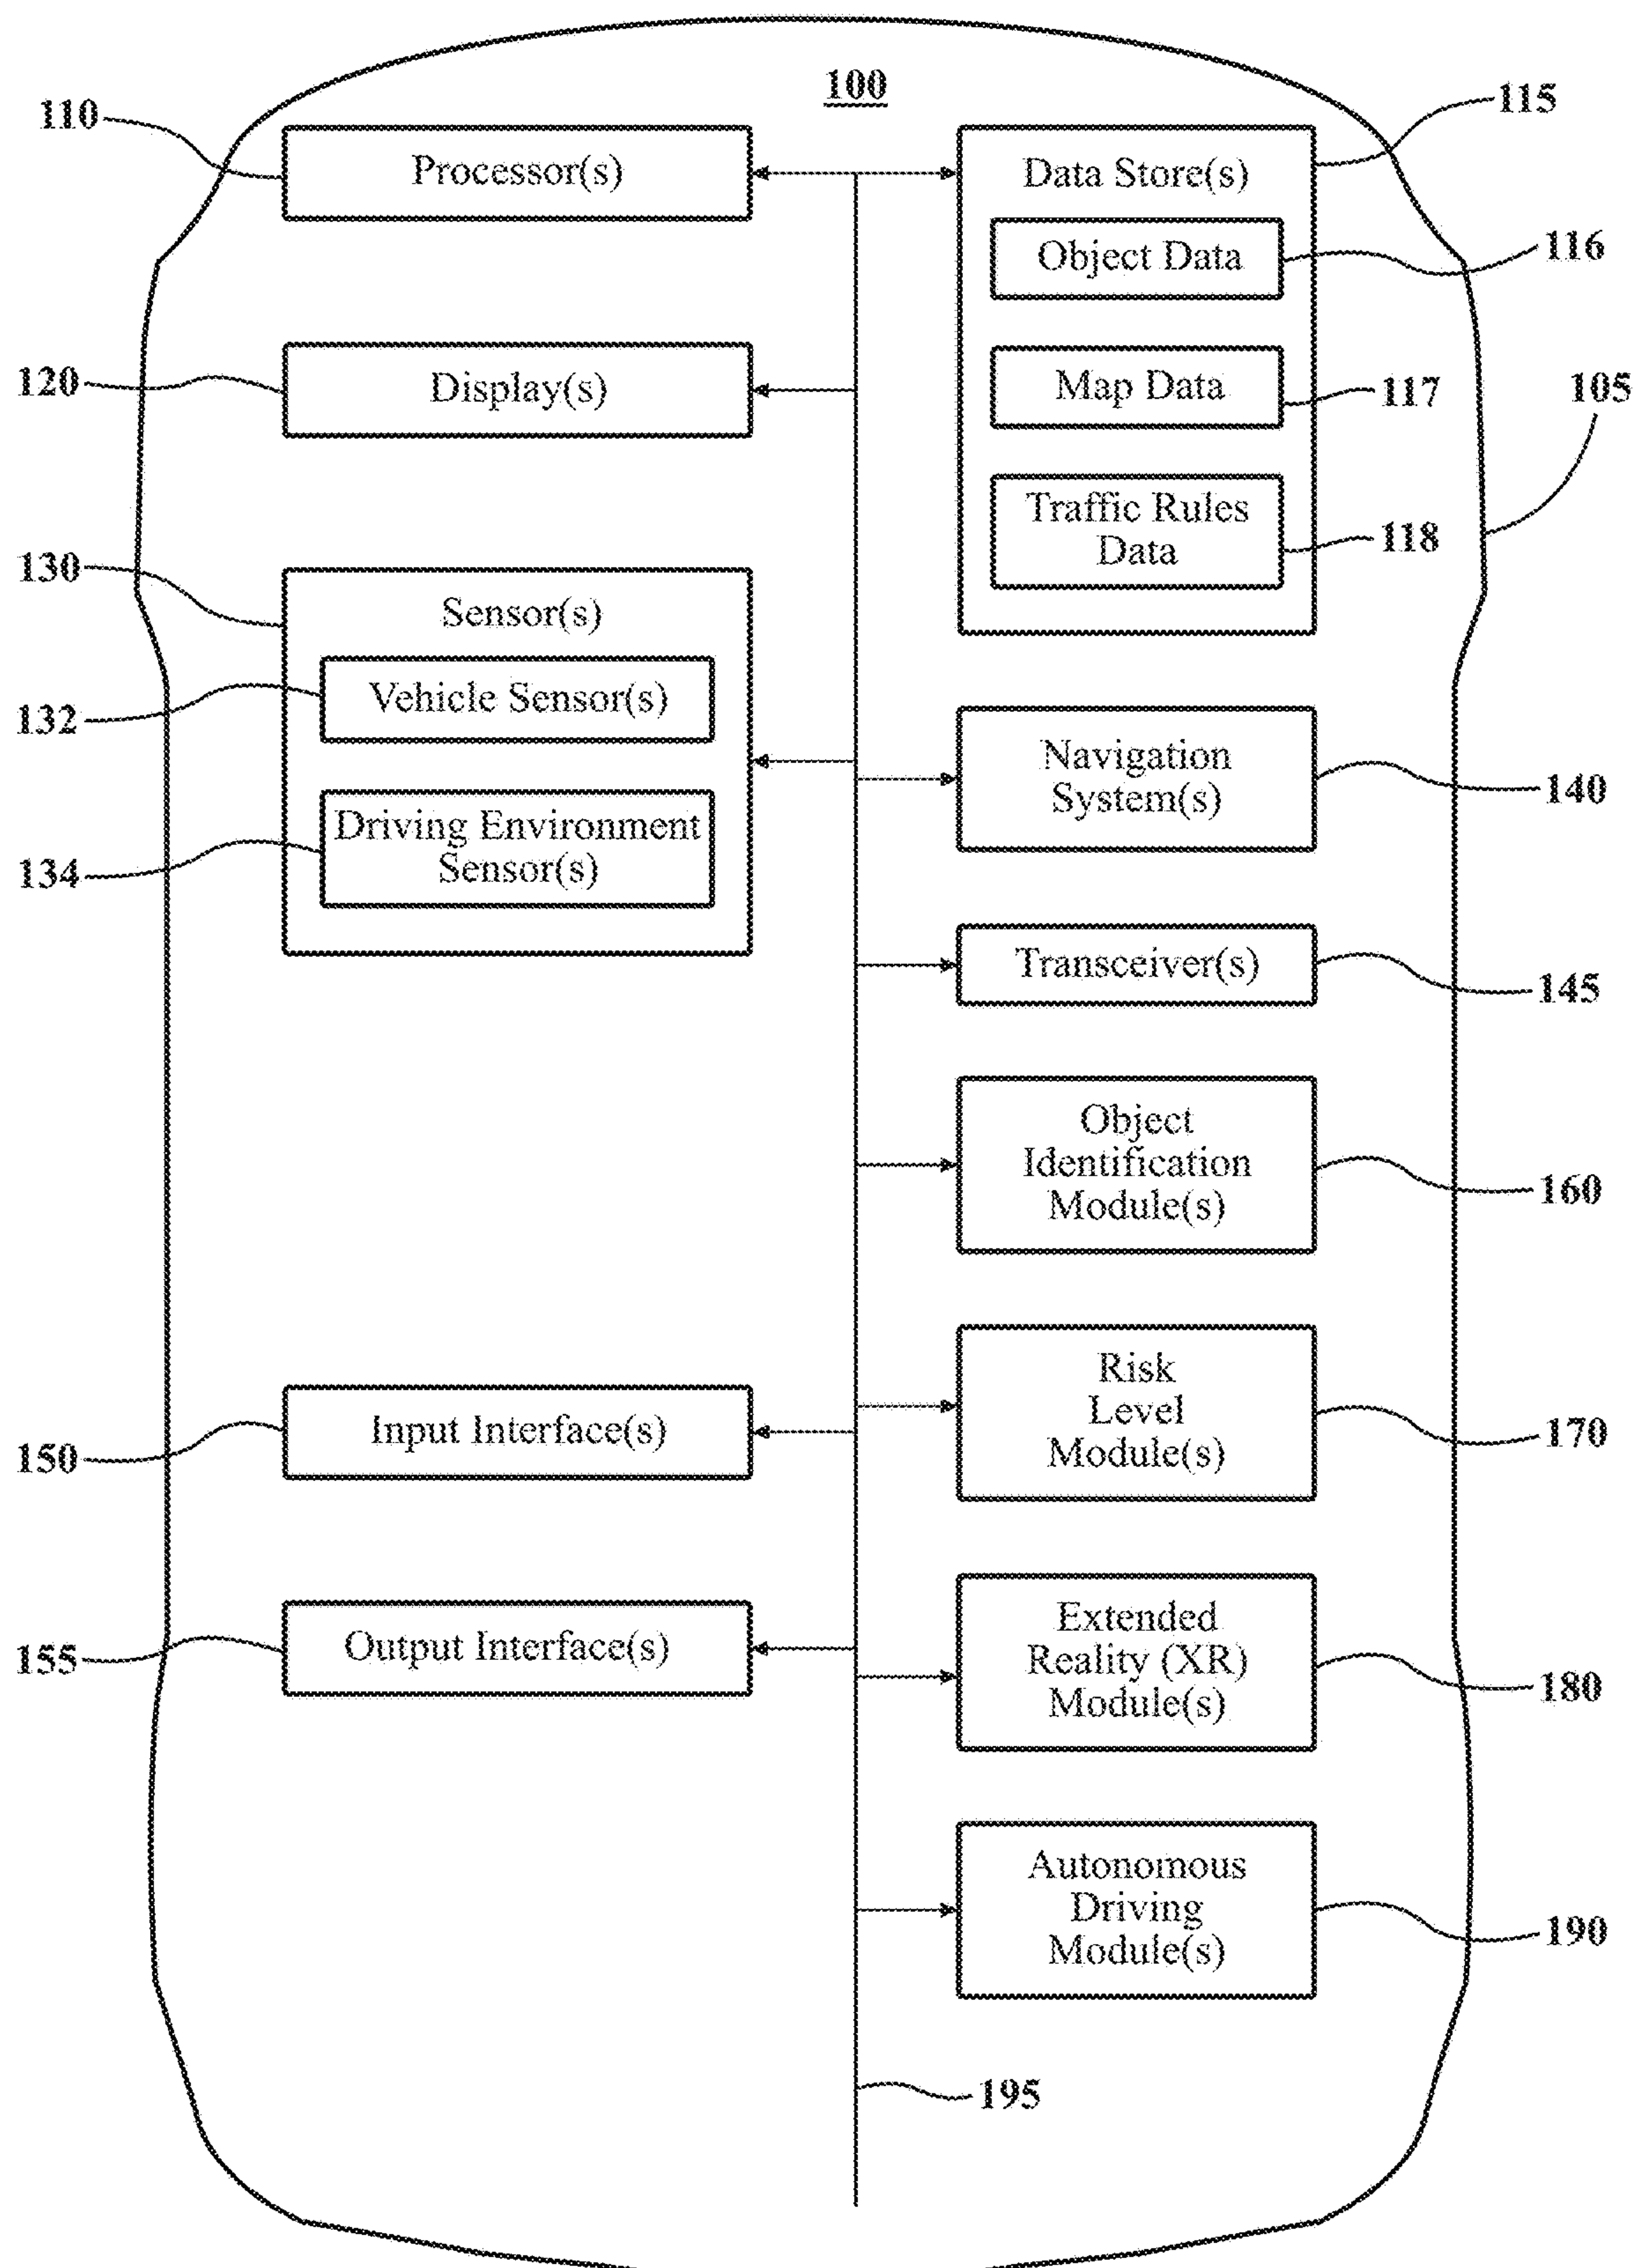 100
110
Processor(s)
115
Data Store(s)
Object Data
116
120
Display(s)
Map Data
117
105
Traffic Rules
Data
118
130
Sensor(s)
132
Vehicle Sensor(s)
134
Driving Environment
Sensor(s)
Navigation
System(s)
140
Transceiver(s)
145
Object
Identification
Module(s)
160
150
Input Interface(s)
Risk
Level
Module(s)
170
155
Output Interface(s)
Extended
Reality (XR)
Module(s)
180
Autonomous
Driving
Module(s)
190
195